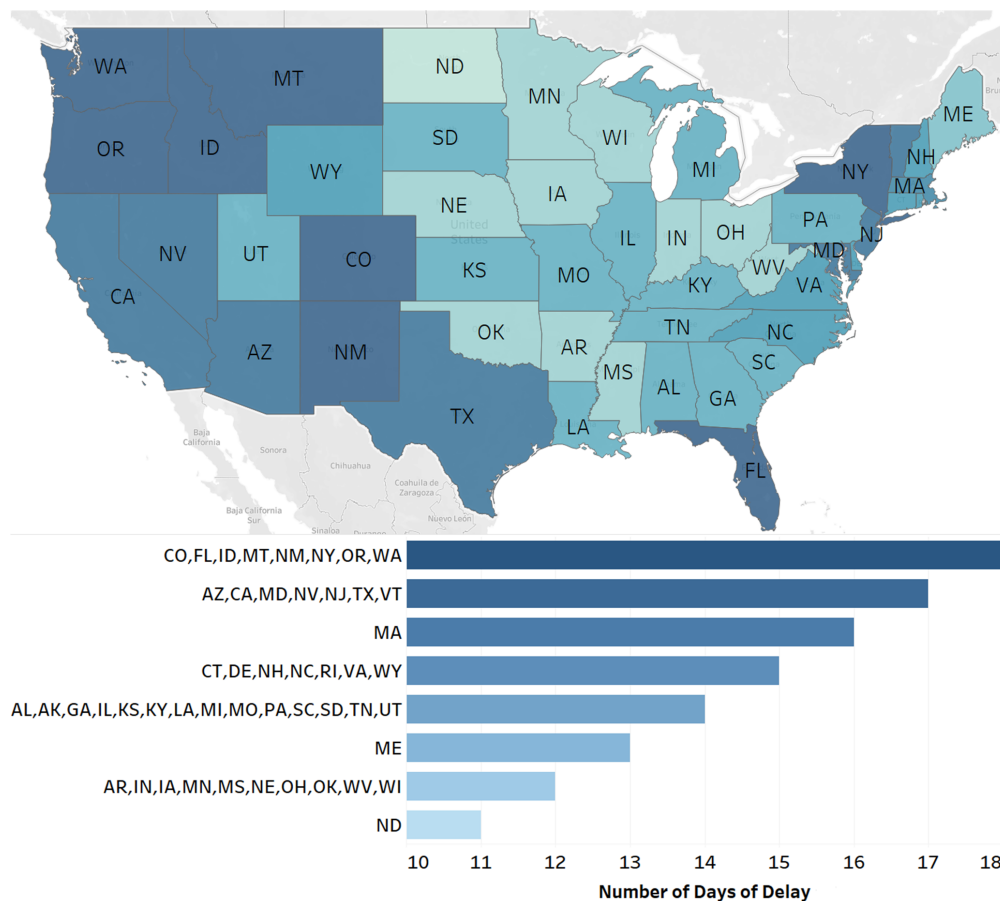 WA
MT
ND
MN
ME
OR
ID
SD
WI
MI
NH
NY
MA
WY
NE
IA
PA
United
States
NV
UT
CO
KS
IL
IN
OH
NJ
MD
WV
MO
KY
VA
CA
AZ
NM
OK
AR
TN
NC
SC
TX
MS
AL
GA
LA
FL
Baja
California
Sonora
Chihuahua
Coahuila de
Zaragoza
Baja California
Sur
Nuevo León
Sinaloa
Durango
CO,FL,ID,MT,NM,NY,OR,WA
AZ,CA,MD,NV,NJ,TX,VT
MA
CT,DE,NH,NC,RI,VA,WY
AL,AK,GA,IL,KS,KY,LA,MI,MO,PA,SC,SD,TN,UT
ME
AR,IN,IA,MN,MS,NE,OH,OK,WV,WI
ND
10 11 12 13 14 15 16 17 18
Number of Days of Delay